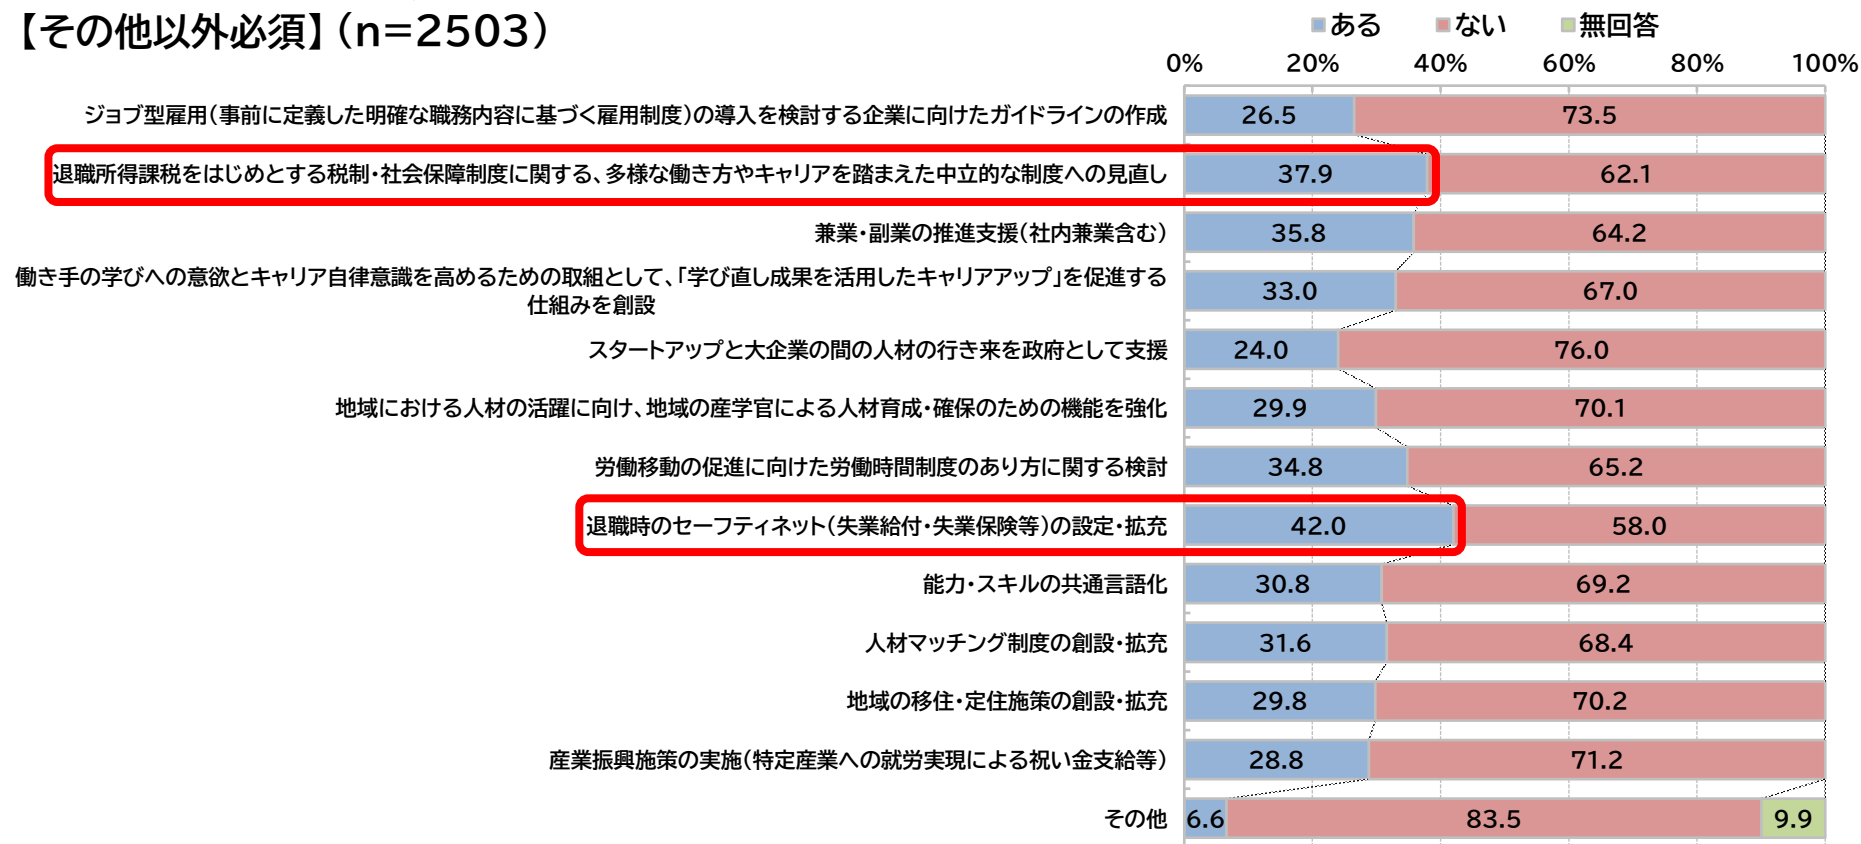 【その他以外必須】(n=2503)
ある ない 無回答
0% 20% 40% 60% 80% 100%
ジョブ型雇用(事前に定義した明確な職務内容に基づく雇用制度)の導入を検討する企業に向けたガイドラインの作成 26.5 73.5
退職所得課税をはじめとする税制・社会保障制度に関する、多様な働き方やキャリアを踏まえた中立的な制度への見直し 37.9 62.1
兼業・副業の推進支援(社内兼業含む) 35.8 64.2
働き手の学びへの意欲とキャリア自律意識を高めるための取組として、「学び直し成果を活用したキャリアアップ」を促進する
仕組みを創設 33.0 67.0
スタートアップと大企業の間の人材の行き来を政府として支援 24.0 76.0
地域における人材の活躍に向け、地域の産学官による人材育成・確保のための機能を強化 29.9 70.1
労働移動の促進に向けた労働時間制度のあり方に関する検討 34.8 65.2
退職時のセーフティネット(失業給付・失業保険等)の設定・拡充 42.0 58.0
能力・スキルの共通言語化 30.8 69.2
人材マッチング制度の創設・拡充 31.6 68.4
地域の移住・定住施策の創設・拡充 29.8 70.2
産業振興施策の実施(特定産業への就労実現による祝い金支給等) 28.8 71.2
その他 6.6 83.5 9.9